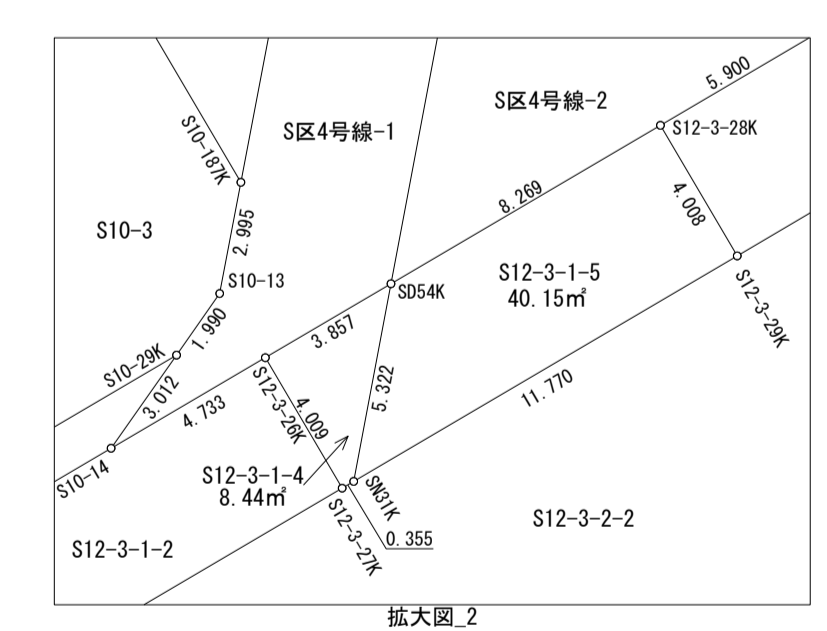 5.900
S区4号線-2
S12-3-28K
S区4号線-1
S10-187K
8.269
4.008
S10-3
2.995
S12-3-1-5
40.15㎡
S10-13
SD54K
S12-3-29K
1.990
3.857
S10-29K
3.012
4.733
S12-3-26K
4.009
5.322
11.770
S10-14
S12-3-1-4
8.44㎡
SN31K
S12-3-27K
0.355
S12-3-2-2
S12-3-1-2
拡大図_2